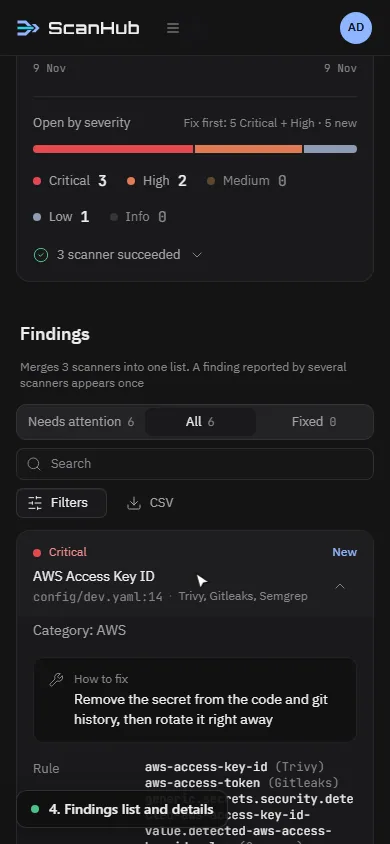 ScanHub
AD
9 Nov
9 Nov
Open by severity
Fix first: 5 Critical + High · 5 new
Critical 3
High 2
Medium 0
Low 1
Info 0
3 scanner succeeded
Findings
Merges 3 scanners into one list. A finding reported by several
scanners appears once
Needs attention 6
All 6
Fixed 0
Search
Filters
CSV
Critical
New
AWS Access Key ID
config/dev.yaml:14 · Trivy, Gitleaks, Semgrep
Category: AWS
How to fix
Remove the secret from the code and git
history, then rotate it right away
Rule
aws-access-key-id (Trivy)
aws-access-token (Gitleaks)
4. Findings list and details
value.detected-aws-access-